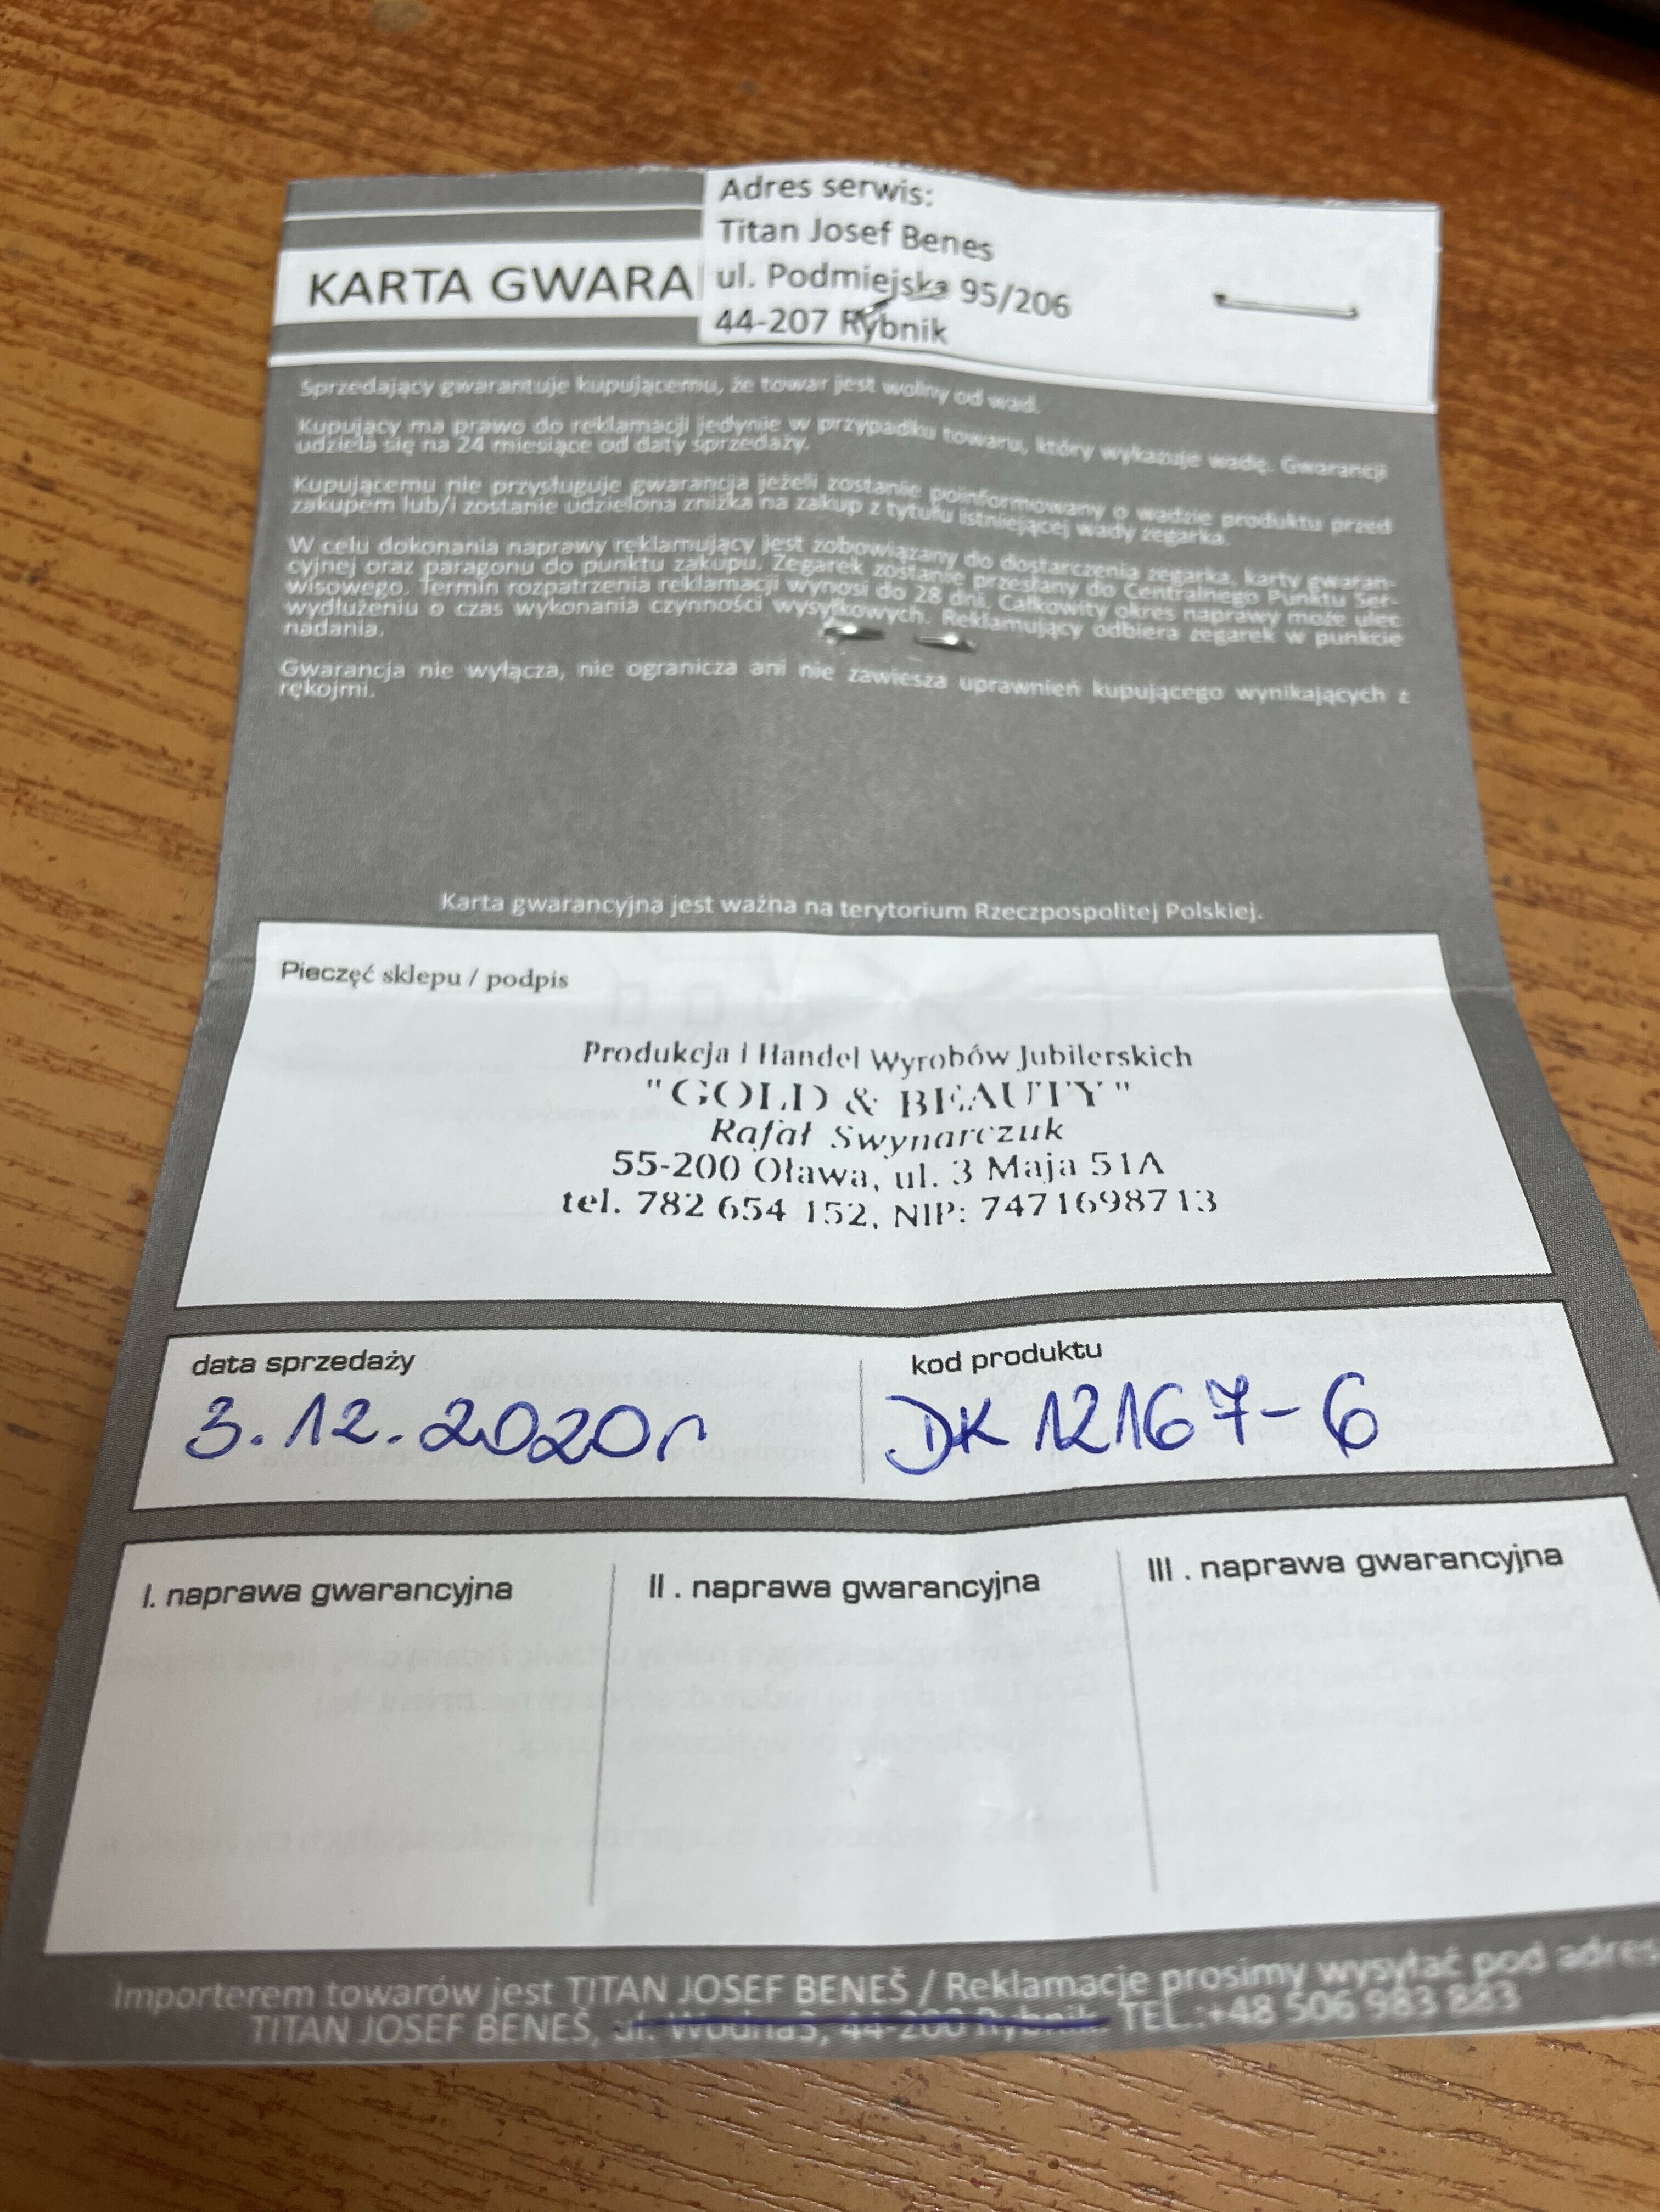 Adres serwis:
Titan Josef Benes
ul. Podmiejska 95/206
44-207 Rybnik
KARTA GWARA
Sprzedający gwarantuje kupującemu, że towar jest wolny od wad.
Kupujący ma prawo do reklamacji jedynie w przypadku towaru, który wykazuje wadę. Gwarancji
udziela się na 24 miesiące od daty sprzedaży.
Kupującemu nie przysługuje gwarancja jeżeli zostanie poinformowany o wadzie produktu przed
zakupem lub/i zostanie udzielona zniżka na zakup z tytułu istniejącej wady zegarka.
W celu dokonania naprawy reklamujący jest zobowiązany do dostarczenia zegarka, karty gwaran-
cyjnej oraz paragonu do punktu zakupu. Zegarek zostanie przesłany do Centralnego Punktu Ser-
wisowego. Termin rozpatrzenia reklamacji wynosi do 28 dni. Całkowity okres naprawy może ulec
wydłużeniu o czas wykonania czynności wysyłkowych. Reklamujący odbiera zegarek w punkcie
nadania.
Gwarancja nie wyłącza, nie ogranicza ani nie zawiesza uprawnień kupującego wynikających z
rękojmi.
Karta gwarancyjna jest ważna na terytorium Rzeczpospolitej Polskiej.
Pieczęć sklepu / podpis
Produkcja i Handel Wyrobów Jubilerskich
"GOLD & BEAUTY"
Rafał Swynarczuk
55-200 Oława, ul. 3 Maja 51A
tel. 782 654 152, NIP: 7471698713
data sprzedaży
3.12.2020r
kod produktu
DK 12167-6
I. naprawa gwarancyjna
II . naprawa gwarancyjna
III . naprawa gwarancyjna
Importerem towarów jest TITAN JOSEF BENEŠ / Reklamacje prosimy wysyłać pod adres
TITAN JOSEF BENEŠ, ul. Wodna3, 44-200 Rybnik. TEL.:+48 506 983 883